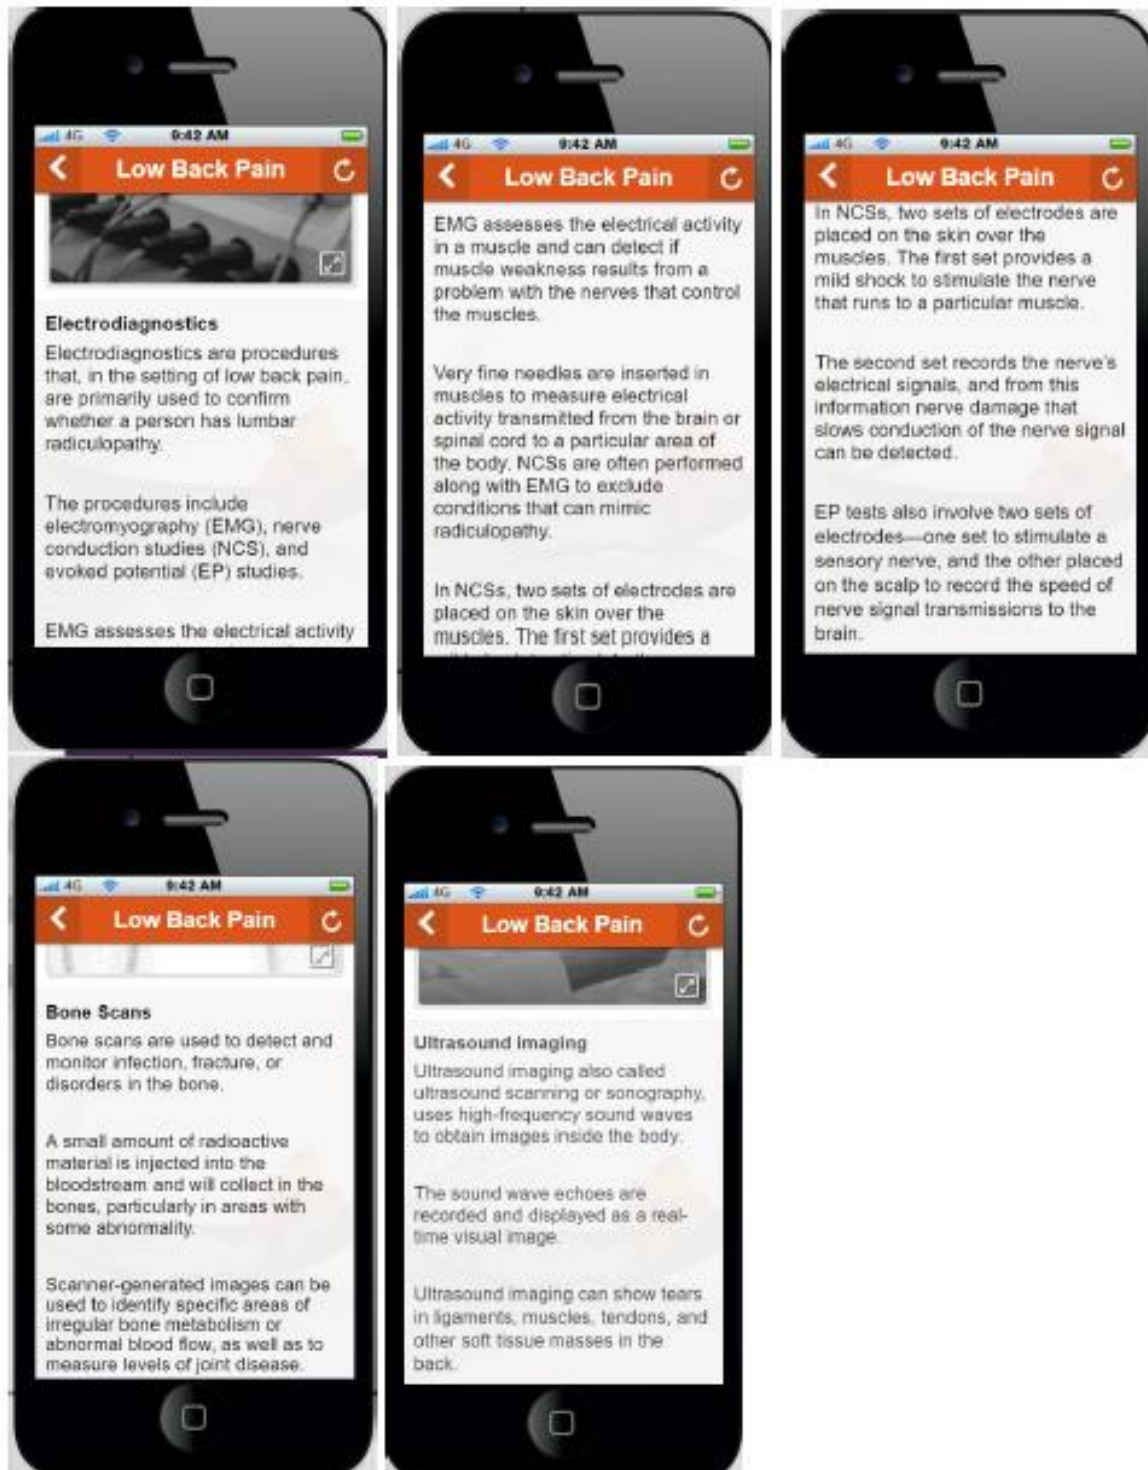 4G 9:42 AM
Low Back Pain
Electrodiagnostics
Electrodiagnostics are procedures
that, in the setting of low back pain,
are primarily used to confirm
whether a person has lumbar
radiculopathy.
The procedures include
electromyography (EMG), nerve
conduction studies (NCS), and
evoked potential (EP) studies.
EMG assesses the electrical activity
4G 9:42 AM
Low Back Pain
EMG assesses the electrical activity
in a muscle and can detect if
muscle weakness results from a
problem with the nerves that control
the muscles.
Very fine needles are inserted in
muscles to measure electrical
activity transmitted from the brain or
spinal cord to a particular area of
the body. NCSs are often performed
along with EMG to exclude
conditions that can mimic
radiculopathy.
In NCSs, two sets of electrodes are
placed on the skin over the
muscles. The first set provides a
4G 9:42 AM
Low Back Pain
In NCSs, two sets of electrodes are
placed on the skin over the
muscles. The first set provides a
mild shock to stimulate the nerve
that runs to a particular muscle.
The second set records the nerve's
electrical signals, and from this
information nerve damage that
slows conduction of the nerve signal
can be detected.
EP tests also involve two sets of
electrodes—one set to stimulate a
sensory nerve, and the other placed
on the scalp to record the speed of
nerve signal transmissions to the
brain.
4G 9:42 AM
Low Back Pain
Bone Scans
Bone scans are used to detect and
monitor infection, fracture, or
disorders in the bone.
A small amount of radioactive
material is injected into the
bloodstream and will collect in the
bones, particularly in areas with
some abnormality.
Scanner-generated images can be
used to identify specific areas of
irregular bone metabolism or
abnormal blood flow, as well as to
measure levels of joint disease.
4G 9:42 AM
Low Back Pain
Ultrasound imaging
Ultrasound imaging also called
ultrasound scanning or sonography,
uses high-frequency sound waves
to obtain images inside the body.
The sound wave echoes are
recorded and displayed as a real-
time visual image.
Ultrasound imaging can show tears
in ligaments, muscles, tendons, and
other soft tissue masses in the
back.